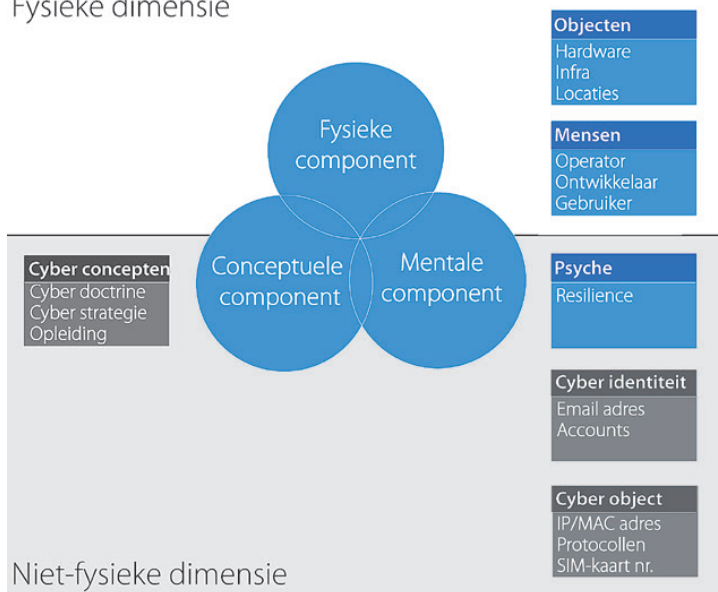 Fysieke dimensie
Objecten
Hardware
Infra
Locaties
Fysieke
component
Mensen
Operator
Ontwikkelaar
Gebruiker
Cyber concepten
Cyber doctrine
Cyber strategie
Opleiding
Conceptuele
component
Mentale
component
Psyche
Resilience
Cyber identiteit
Email adres
Accounts
Cyber object
IP/MAC adres
Protocollen
SIM-kaart nr.
Niet-fysieke dimensie